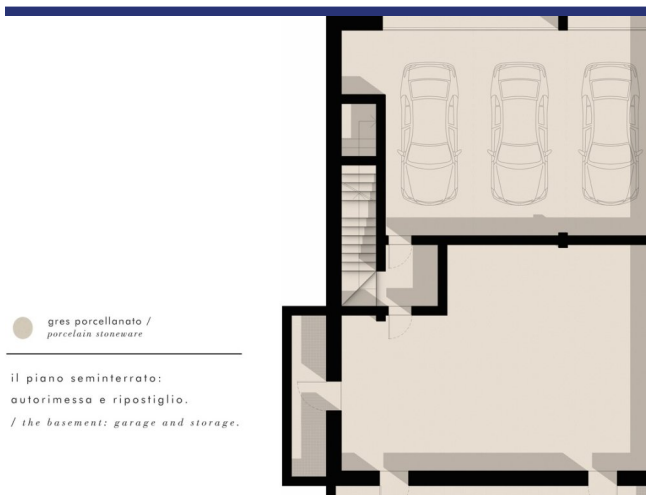 gres porcellanato /
porcelain stoneware
il piano seminterrato:
autorimessa e ripostiglio.
/ the basement: garage and storage.